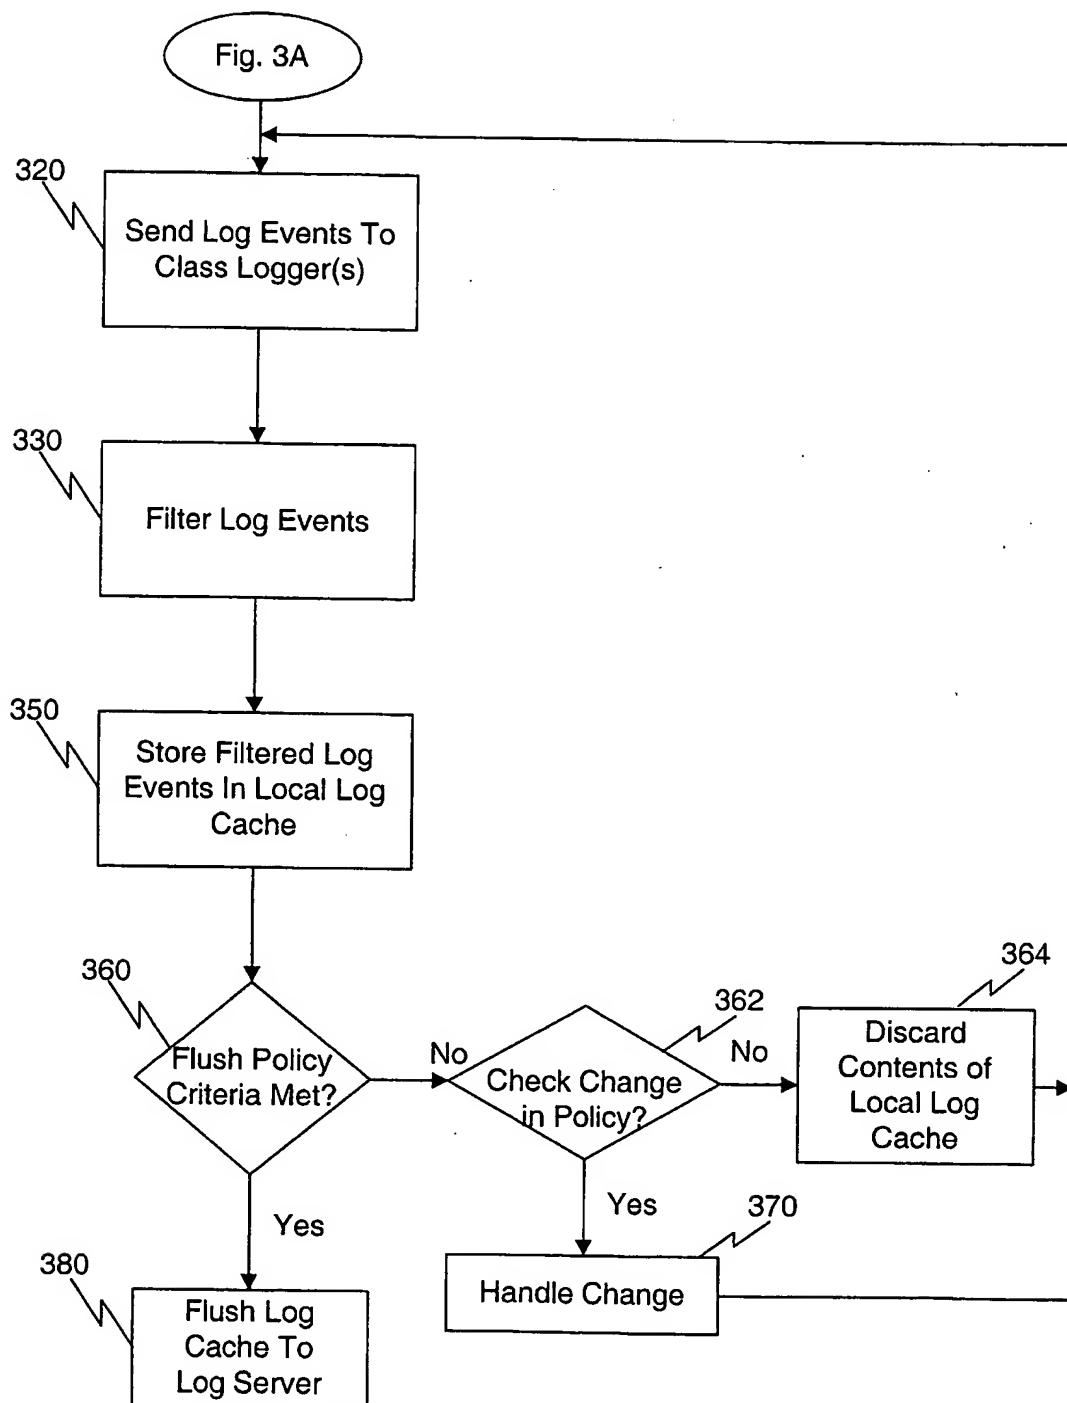 Fig. 3A
320
Send Log Events To
Class Logger(s)
330
Filter Log Events
350
Store Filtered Log
Events In Local Log
Cache
360
Flush Policy
Criteria Met?
No
362
Check Change
in Policy?
No
364
Discard
Contents of
Local Log
Cache
Yes
Yes
370
Handle Change
380
Flush Log
Cache To
Log Server